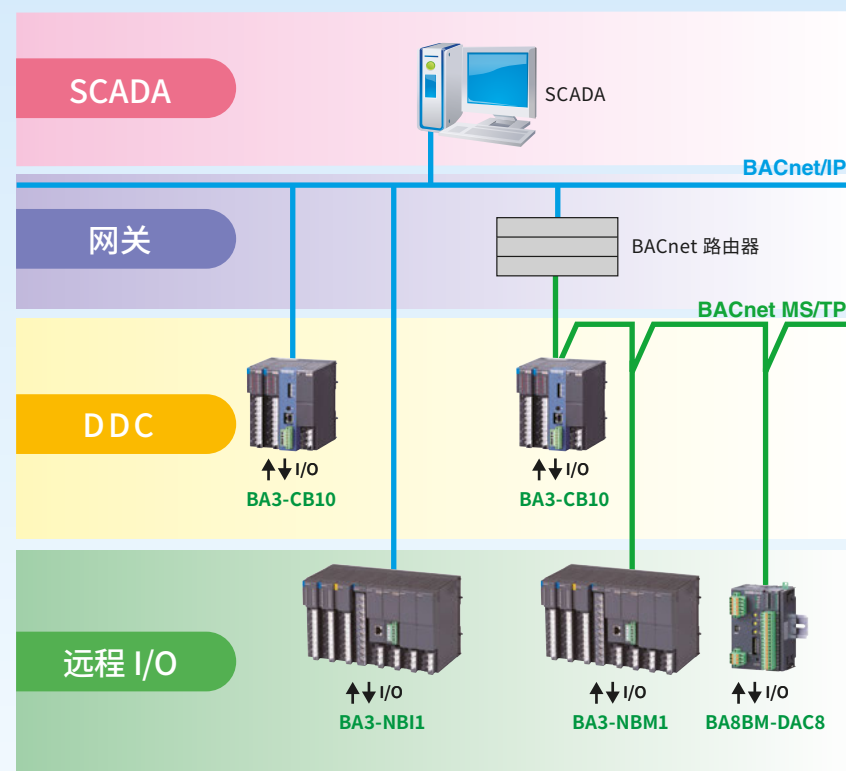 SCADA
SCADA
BACnet/IP
网关
BACnet 路由器
BACnet MS/TP
DDC
I/O
BA3-CB10
I/O
BA3-CB10
远程 I/O
I/O
BA3-NBI1
I/O
BA3-NBM1
I/O
BA8BM-DAC8